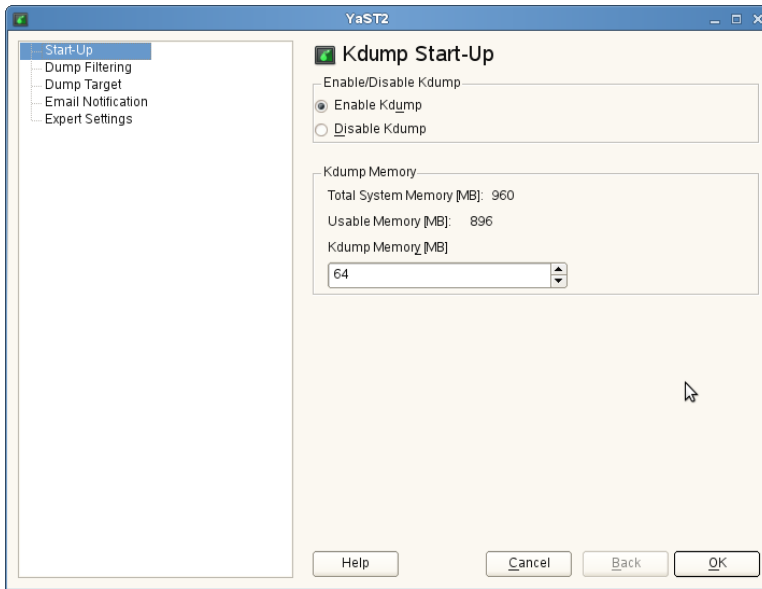 YaST2
Start-Up
Dump Filtering
Dump Target
Email Notification
Expert Settings
Kdump Start-Up
Enable/Disable Kdump
Enable Kdump
Disable Kdump
Kdump Memory
Total System Memory [MB]: 960
Usable Memory [MB]: 896
Kdump Memory [MB]
64
Help
Cancel
Back
OK